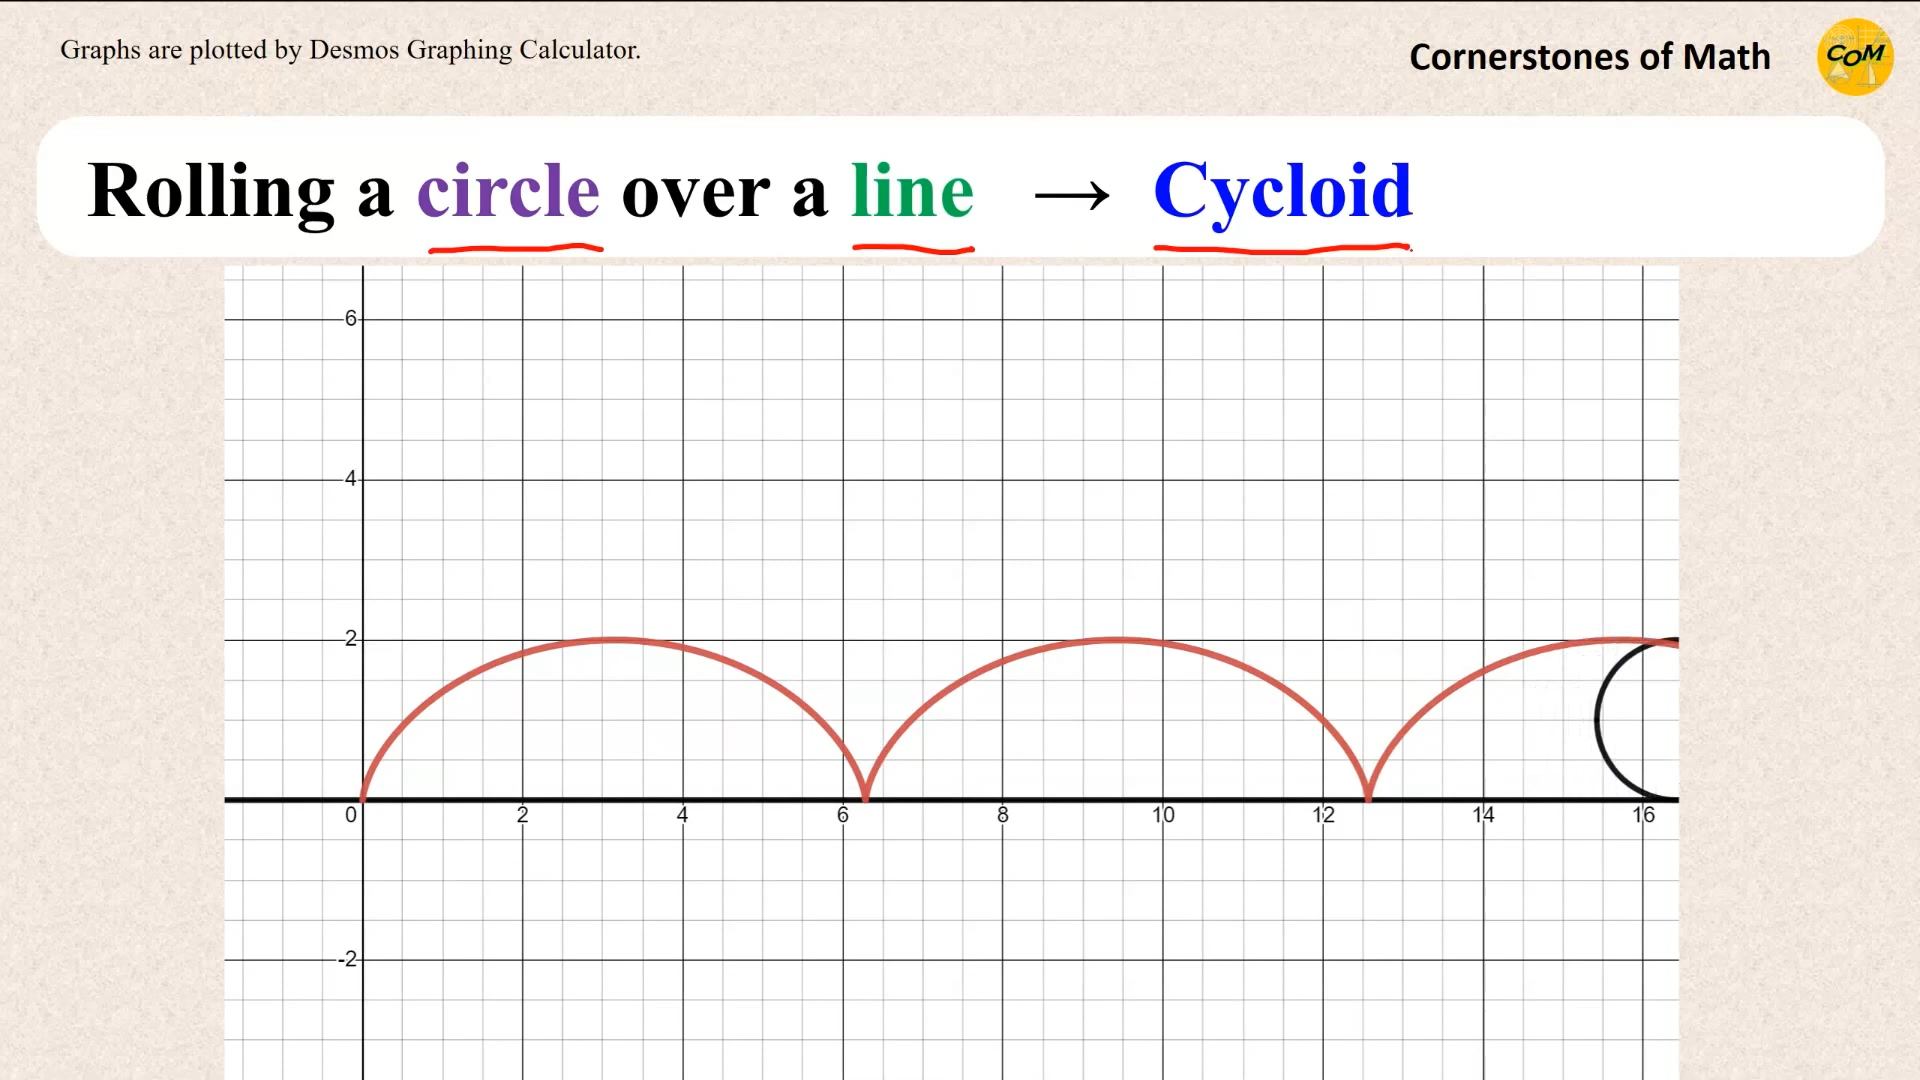 Graphs are plotted by Desmos Graphing Calculator.
Cornerstones of Math
CoM
Rolling a circle over a line → Cycloid
6
4
2
0 2 4 6 8 10 12 14 16
-2